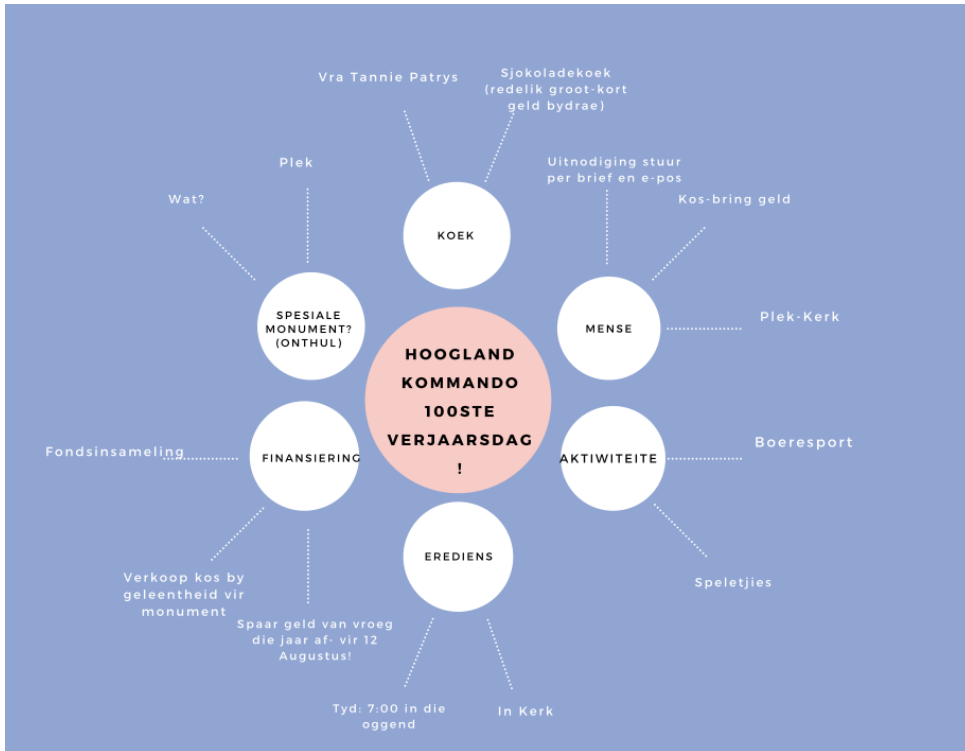 HOOGLAND
KOMMANDO
100STE
VERJAARSDAG
!
KOEK
Vra Tannie Patrys
Sjokoladekoek
(redelik groot-kort
geld bydrae)
MENSE
Uitnodiging stuur
per brief en e-pos
Kos-bring geld
Plek-Kerk
AKTIWITEITE
Boeresport
Speletjies
EREDIENS
In Kerk
Tyd: 7:00 in die
oggend
FINANSIERING
Spaar geld van vroeg
die jaar af- vir 12
Augustus!
Verkoop kos by
geleentheid vir
monument
Fondsinsameling
SPESIALE
MONUMENT?
(ONTHUL)
Wat?
Plek